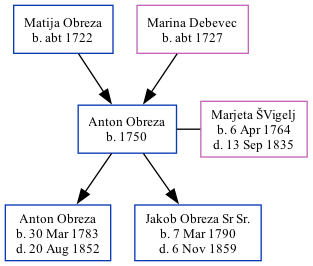 Matija Obreza
b. abt 1722
Marina Debevec
b. abt 1727
Anton Obreza
b. 1750
Marjeta ŠVigelj
b. 6 Apr 1764
d. 13 Sep 1835
Anton Obreza
b. 30 Mar 1783
d. 20 Aug 1852
Jakob Obreza Sr Sr.
b. 7 Mar 1790
d. 6 Nov 1859